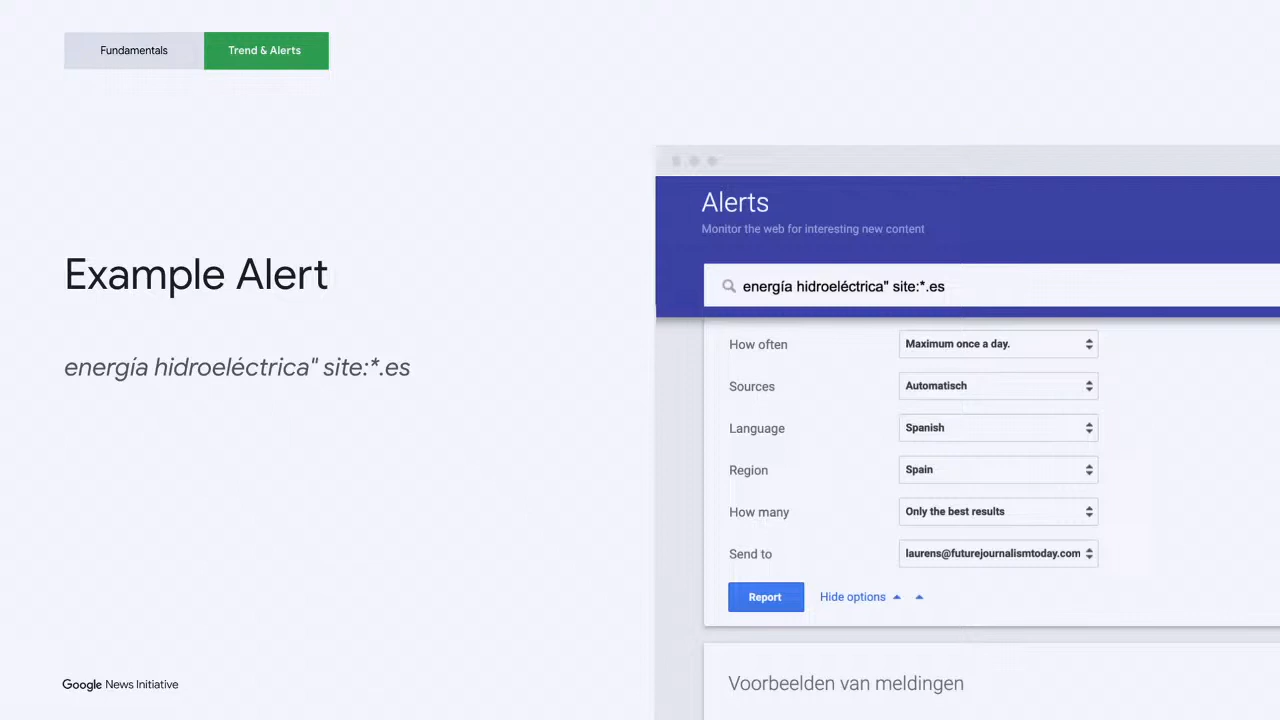 Fundamentals
Trend & Alerts
Example Alert
energía hidroeléctrica" site:*.es
Alerts
Monitor the web for interesting new content
energía hidroeléctrica" site:*.es
How often Maximum once a day.
Sources Automatisch
Language Spanish
Region Spain
How many Only the best results
Send to laurens@futurejournalismtoday.com
Report Hide options
Voorbeelden van meldingen
Google News Initiative